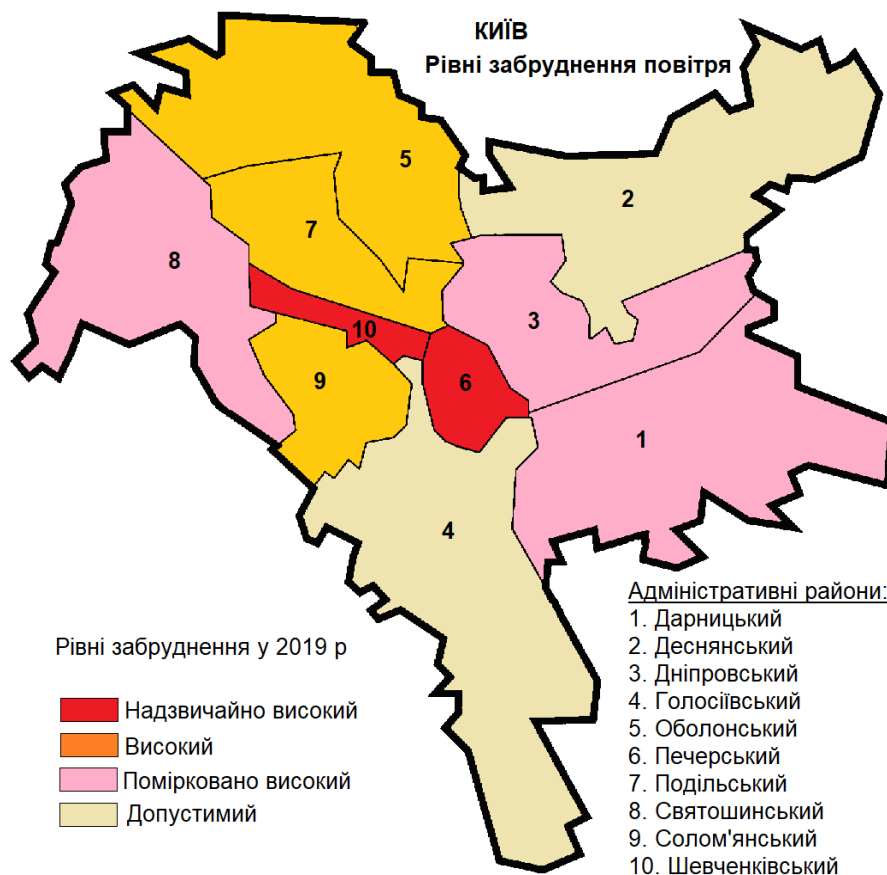 КИЇВ
Рівні забруднення повітря
5
2
7
8
3
10
9
6
1
4
Рівні забруднення у 2019 р
Надзвичайно високий
Високий
Помірковано високий
Допустимий
Адміністративні райони:
1. Дарницький
2. Деснянський
3. Дніпровський
4. Голосіївський
5. Оболонський
6. Печерський
7. Подільський
8. Святошинський
9. Солом'янський
10. Шевченківський